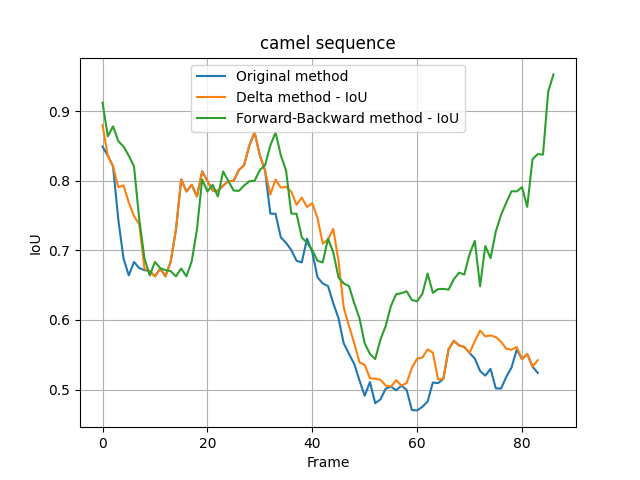 camel sequence
Original method
Delta method - IoU
Forward-Backward method - IoU
0.9
0.8
0.7
0.6
0.5
IoU
0 20 40 60 80
Frame